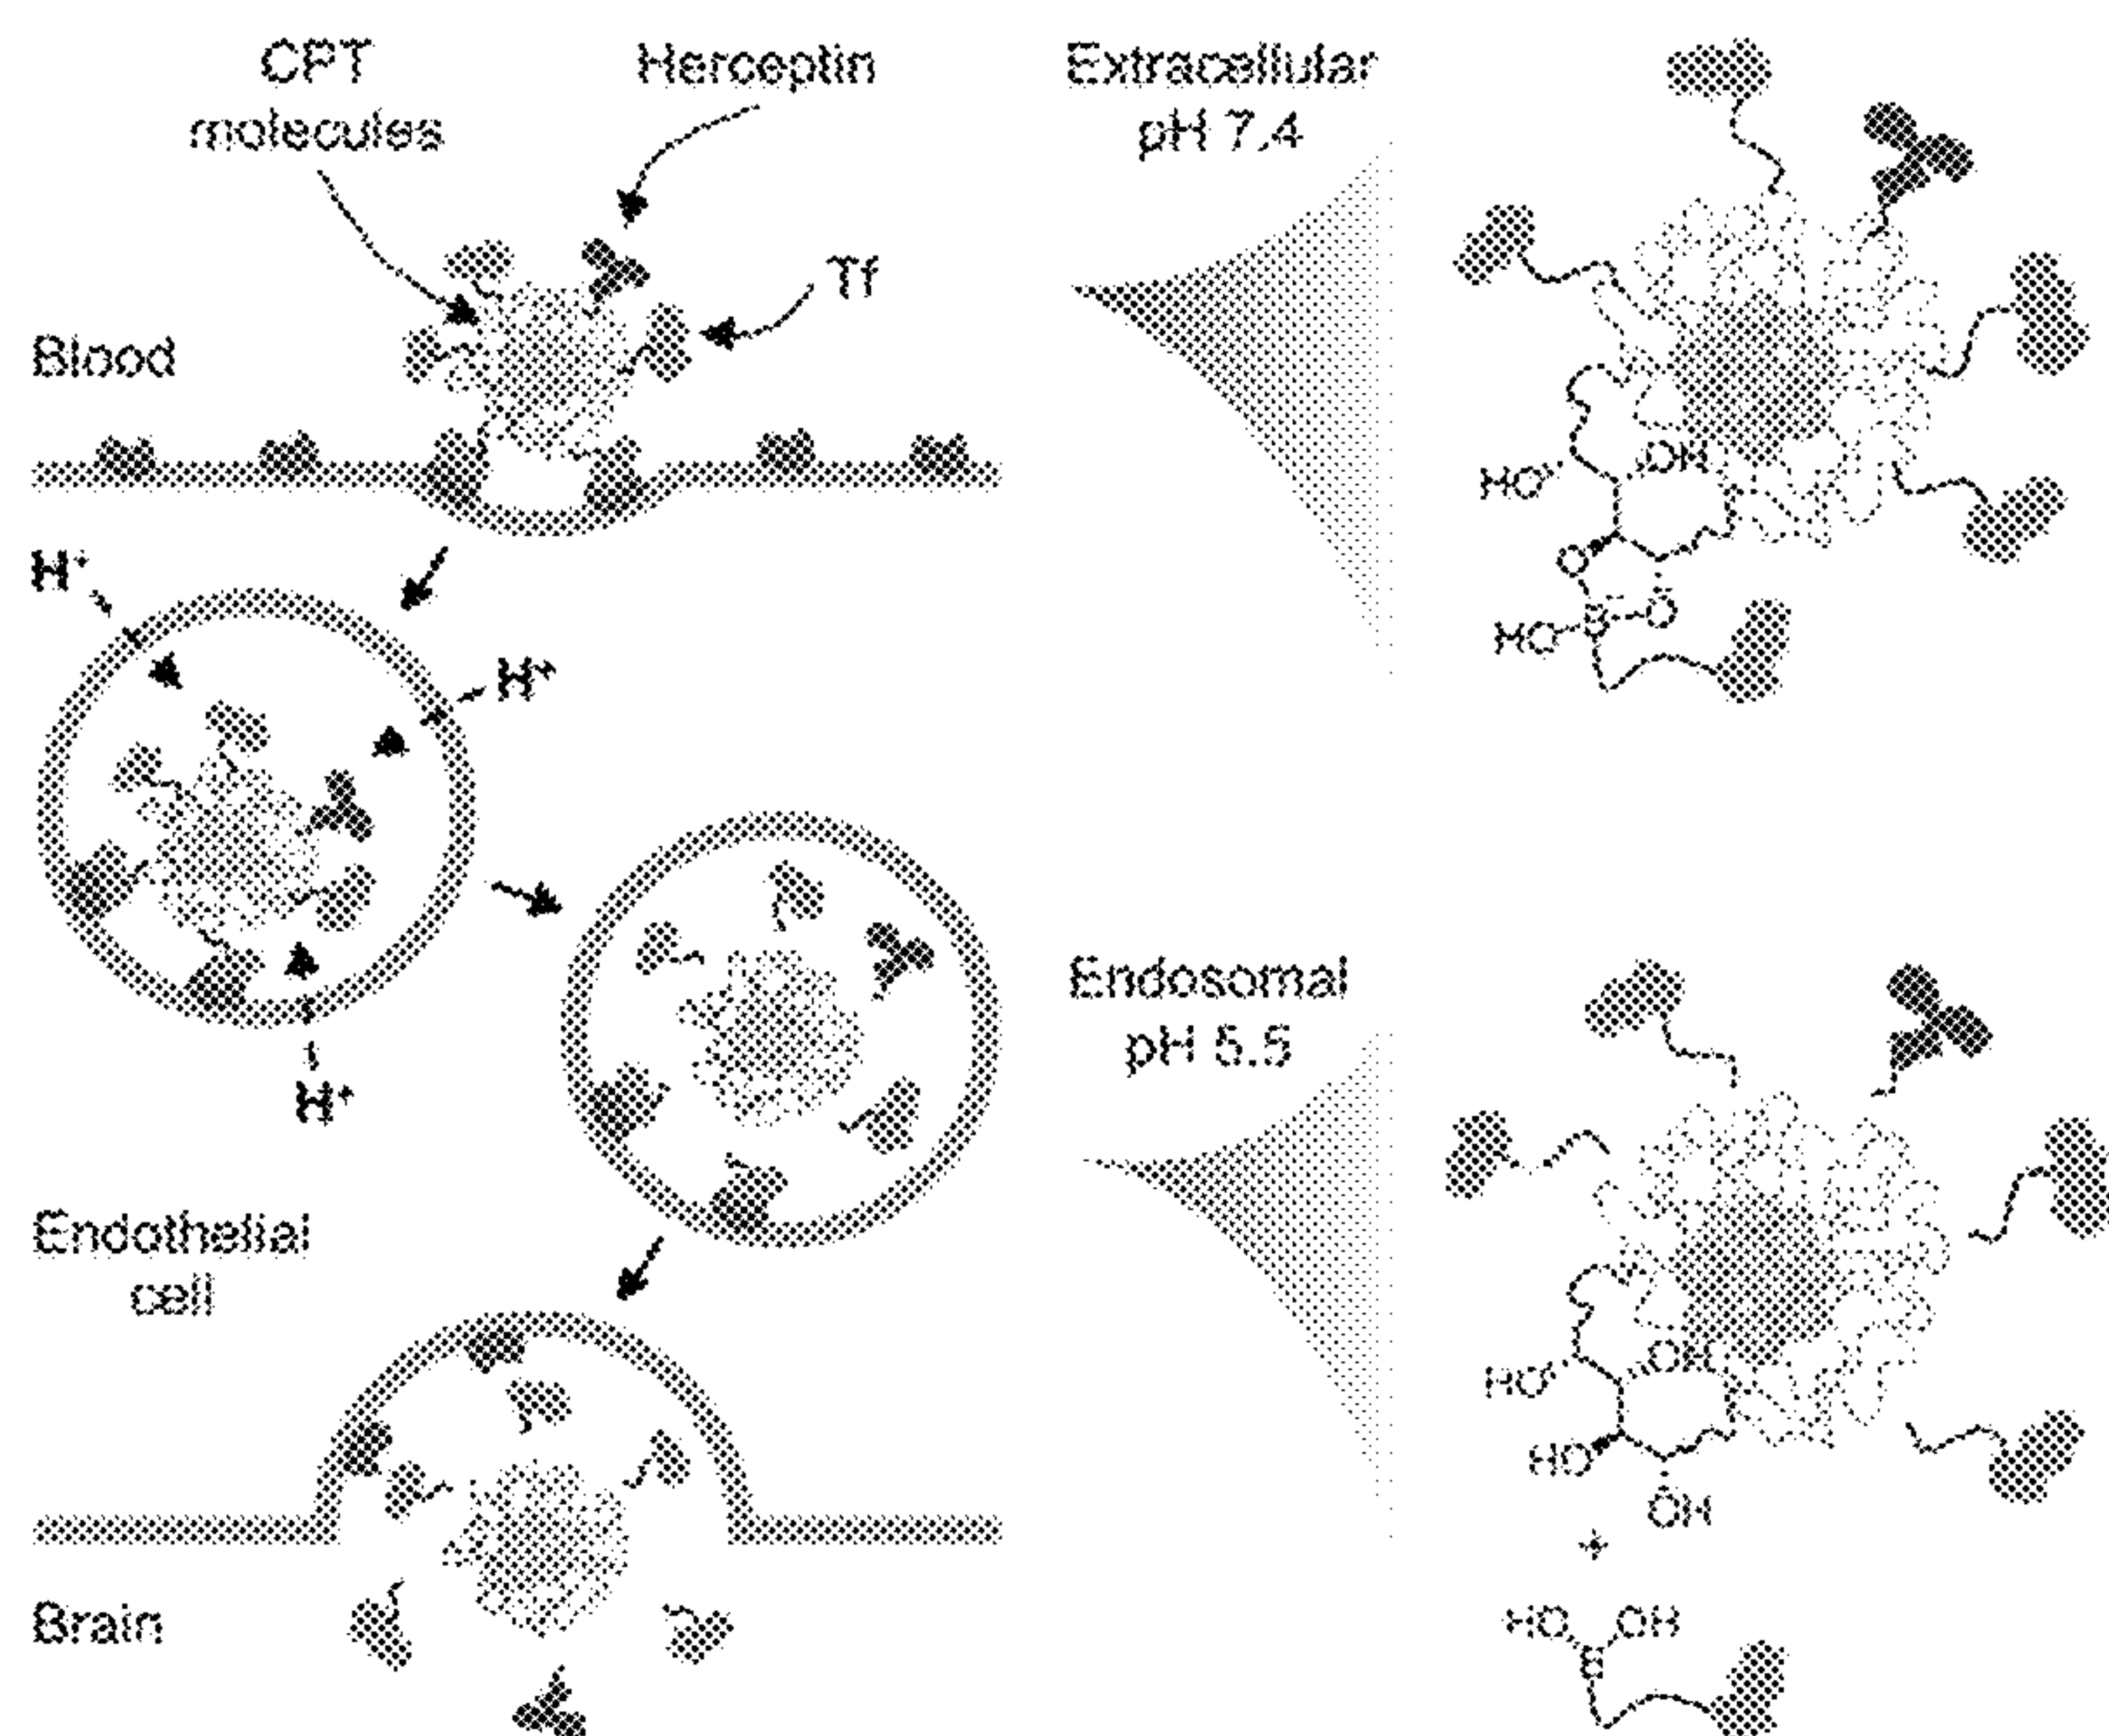 CPT
molecules
Herceptin
Extracellular
pH 7.4
Tf
Blood
HO
OH
O
B
-
O
HO
H+
H+
H+
Endosomal
pH 5.5
Endothelial
cell
HO
OH
HO
OH
+
Brain
HO
OH
B